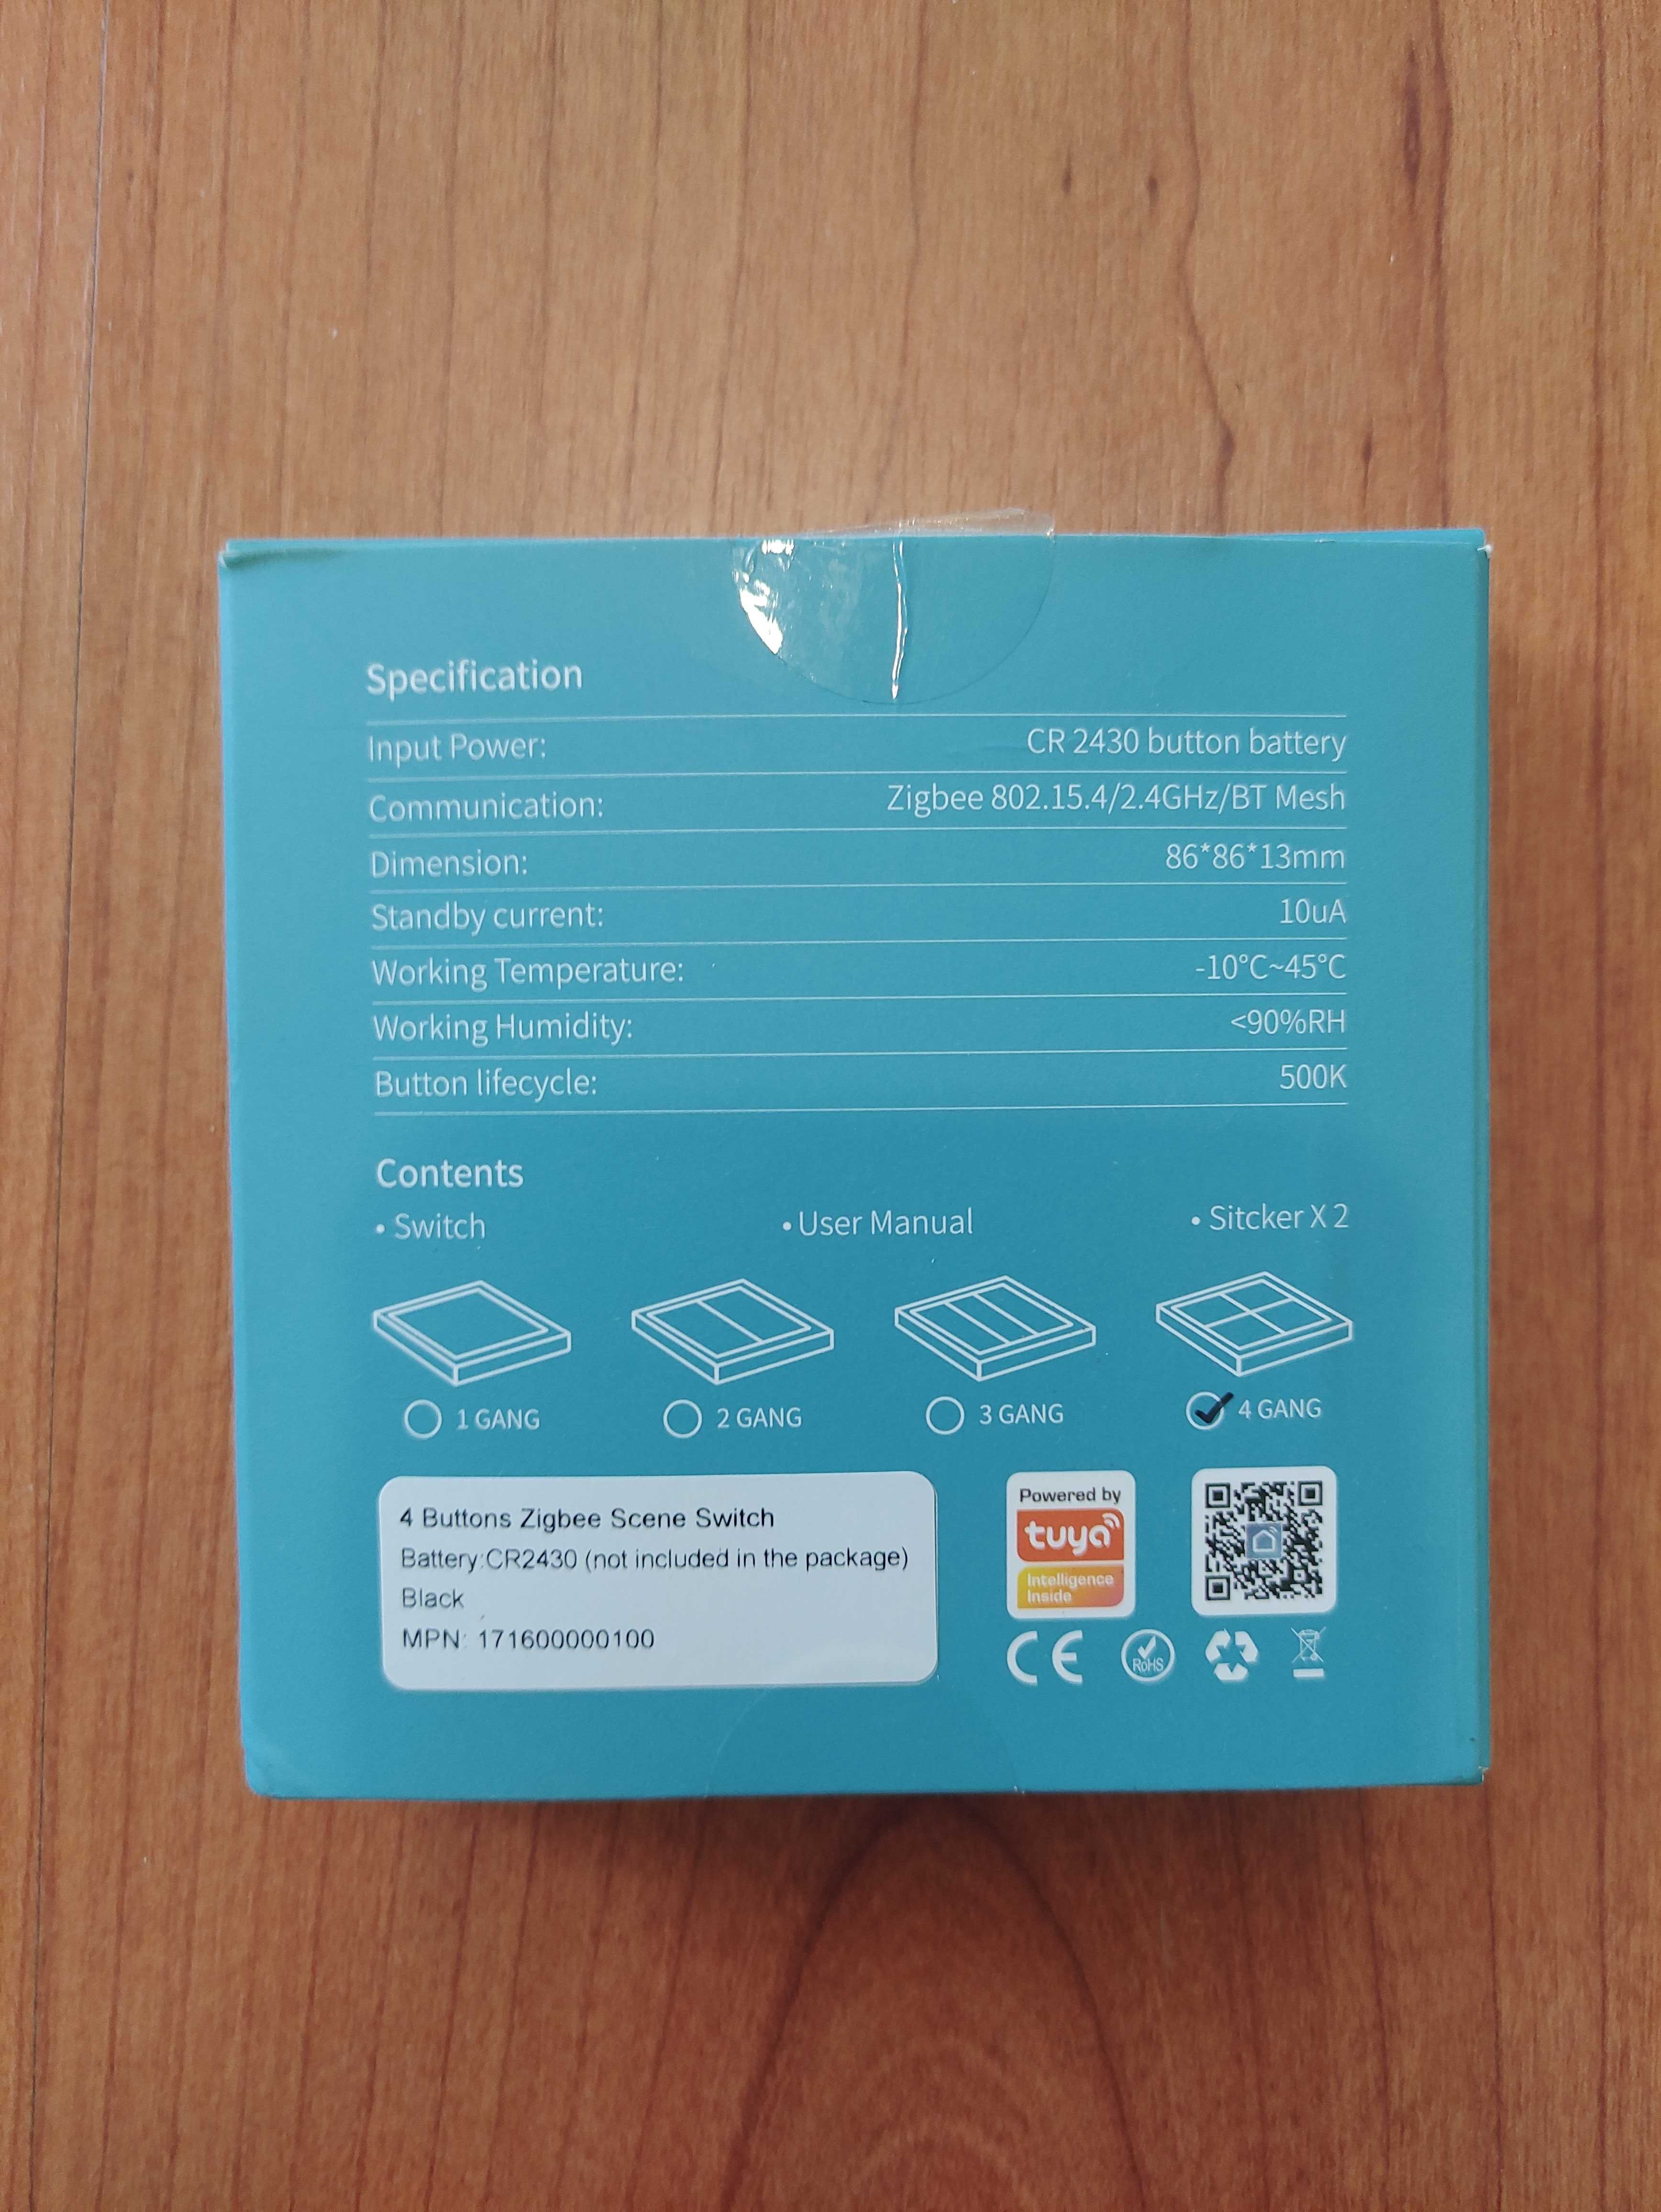 Specification
Input Power: CR 2430 button battery
Communication: Zigbee 802.15.4/2.4GHz/BT Mesh
Dimension: 86*86*13mm
Standby current: 10uA
Working Temperature: -10°C~45°C
Working Humidity: <90%RH
Button lifecycle: 500K
Contents
• Switch • User Manual • Sitcker X 2
1 GANG 2 GANG 3 GANG 4 GANG
4 Buttons Zigbee Scene Switch
Battery:CR2430 (not included in the package)
Black
MPN: 171600000100
Powered by
tuya
Intelligence
Inside
CE RoHS